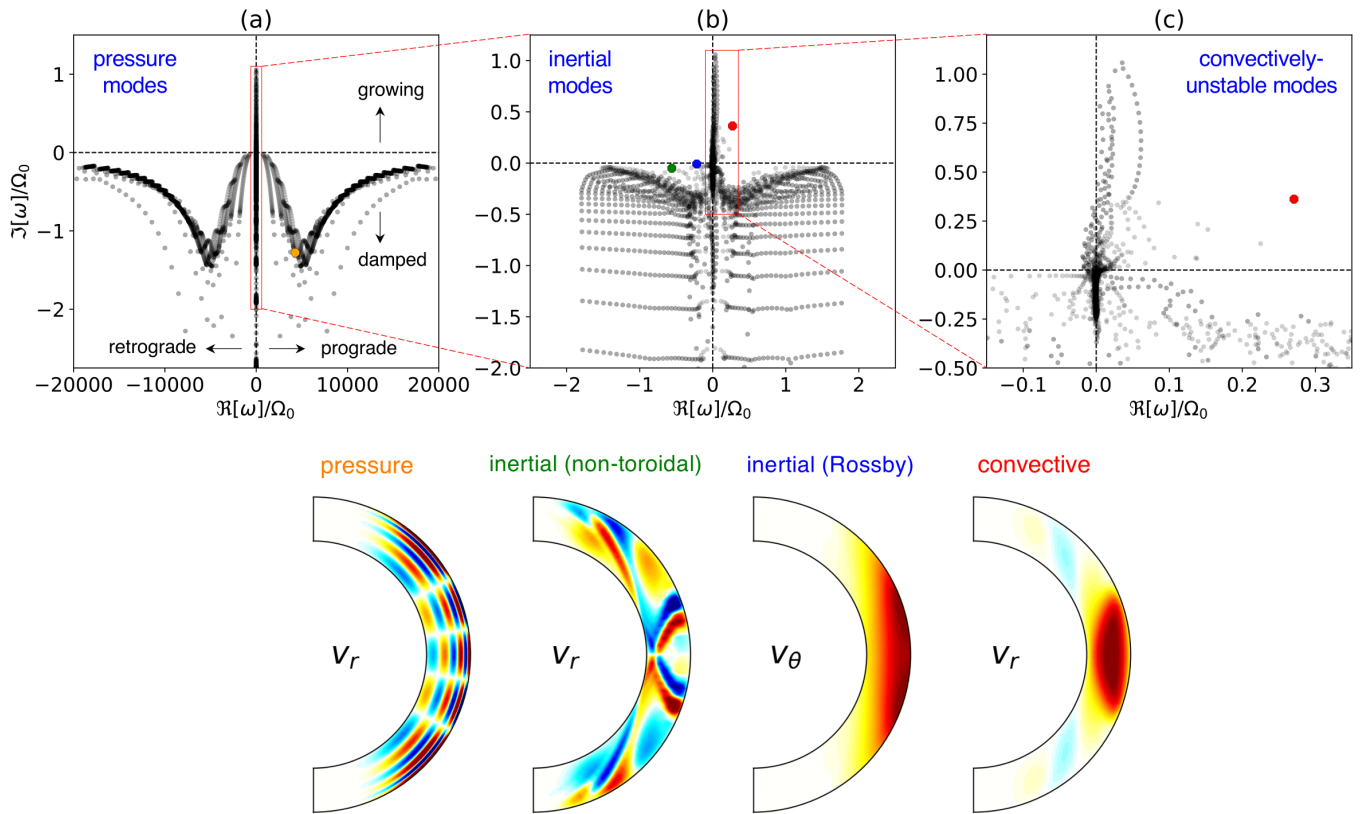 (a)
(b)
(c)
pressure
modes
growing
damped
retrograde
prograde
1
0
−1
−2
−20000
−10000
0
10000
20000
ℑ[ω]/Ω₀
ℜ[ω]/Ω₀
inertial
modes
1.0
0.5
0.0
−0.5
−1.0
−1.5
−2.0
−2
−1
0
1
2
ℜ[ω]/Ω₀
convectively-
unstable modes
1.00
0.75
0.50
0.25
0.00
−0.25
−0.50
−0.1
0.0
0.1
0.2
0.3
ℜ[ω]/Ω₀
pressure
inertial (non-toroidal)
inertial (Rossby)
convective
v_r
v_r
v_θ
v_r